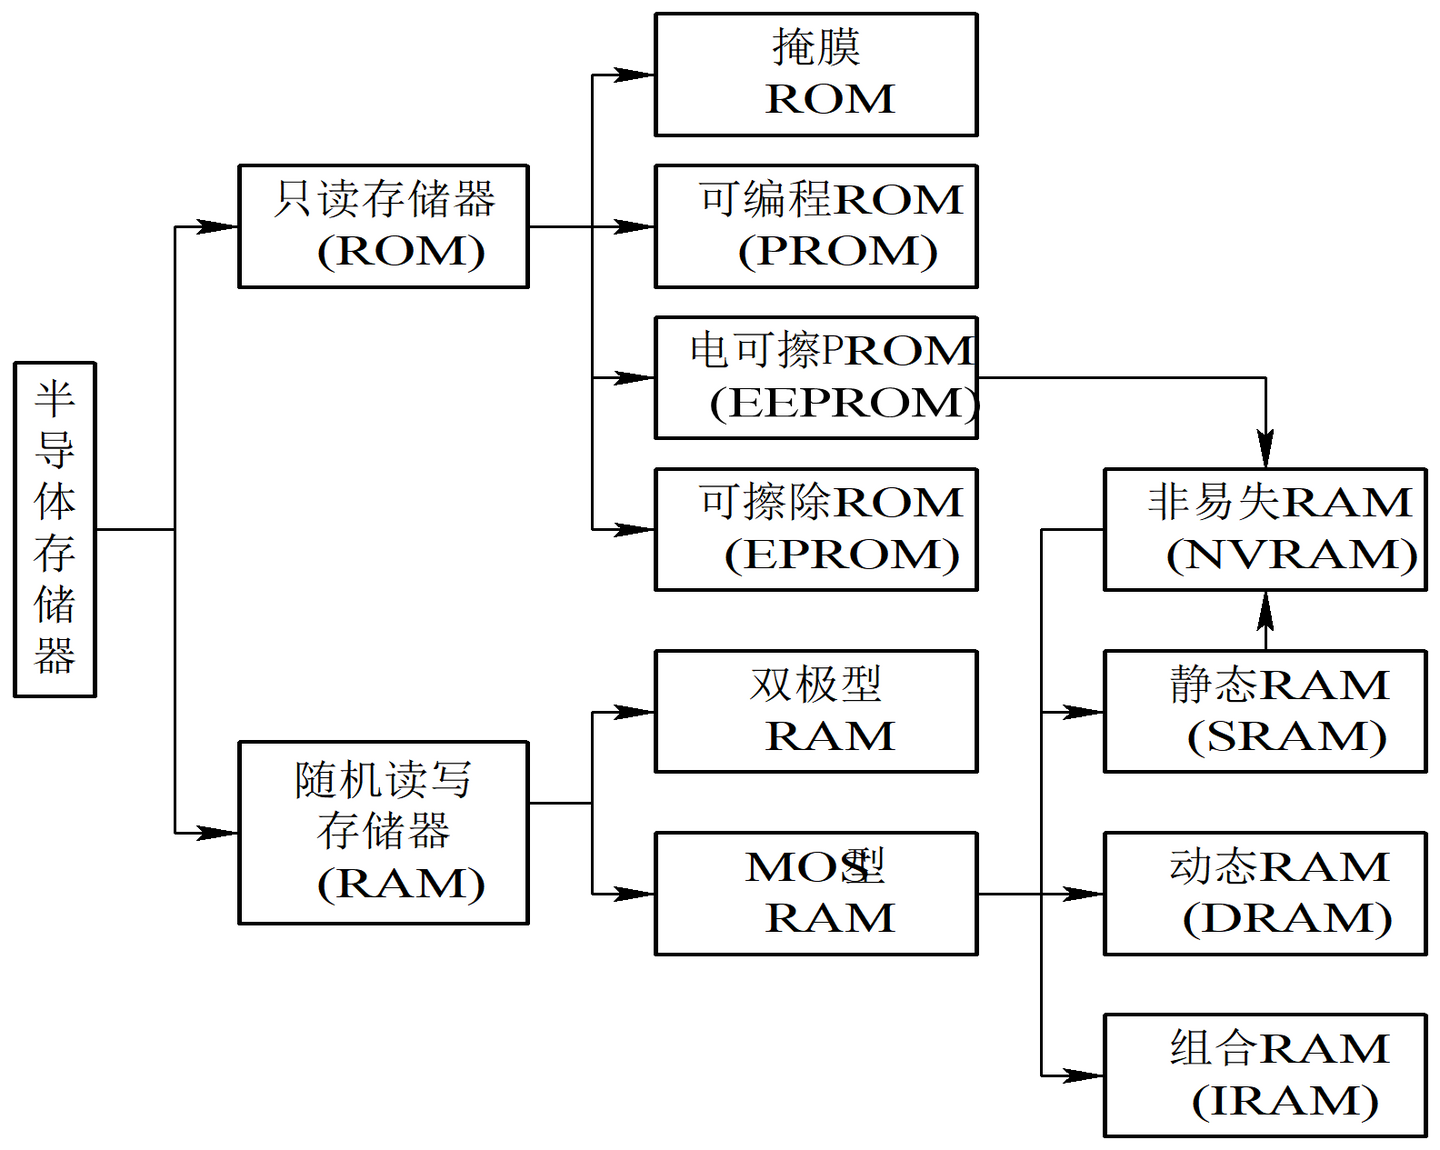 半
导
体
存
储
器
只读存储器
(ROM)
随机读写
存储器
(RAM)
掩膜
ROM
可编程ROM
(PROM)
电可擦PROM
(EEPROM)
可擦除ROM
(EPROM)
双极型
RAM
MOS型
RAM
非易失RAM
(NVRAM)
静态RAM
(SRAM)
动态RAM
(DRAM)
组合RAM
(IRAM)